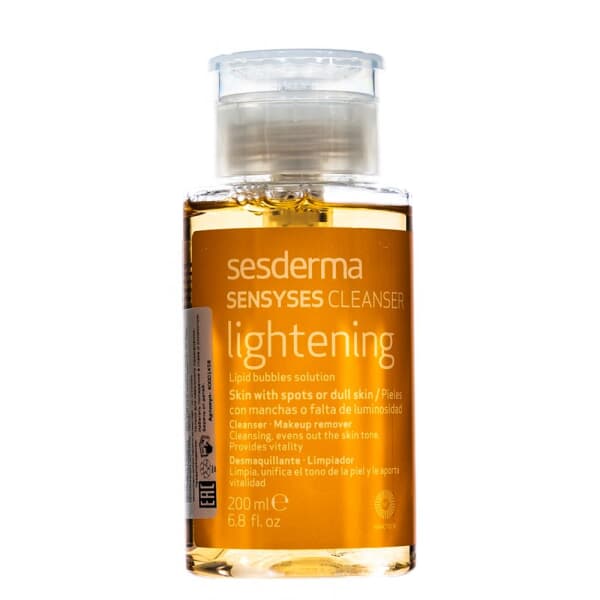 sesderma
SENSYSES CLEANSER
lightening
Lipid bubbles solution
Skin with spots or dull skin / Pieles
con manchas o falta de luminosidad
Cleanser · Makeup remover
Cleansing, evens out the skin tone.
Provides vitality
Desmaquillante · Limpiador
Limpia, unifica el tono de la piel y le aporta
vitalidad
200 ml ℮
6.8 fl. oz
EAC